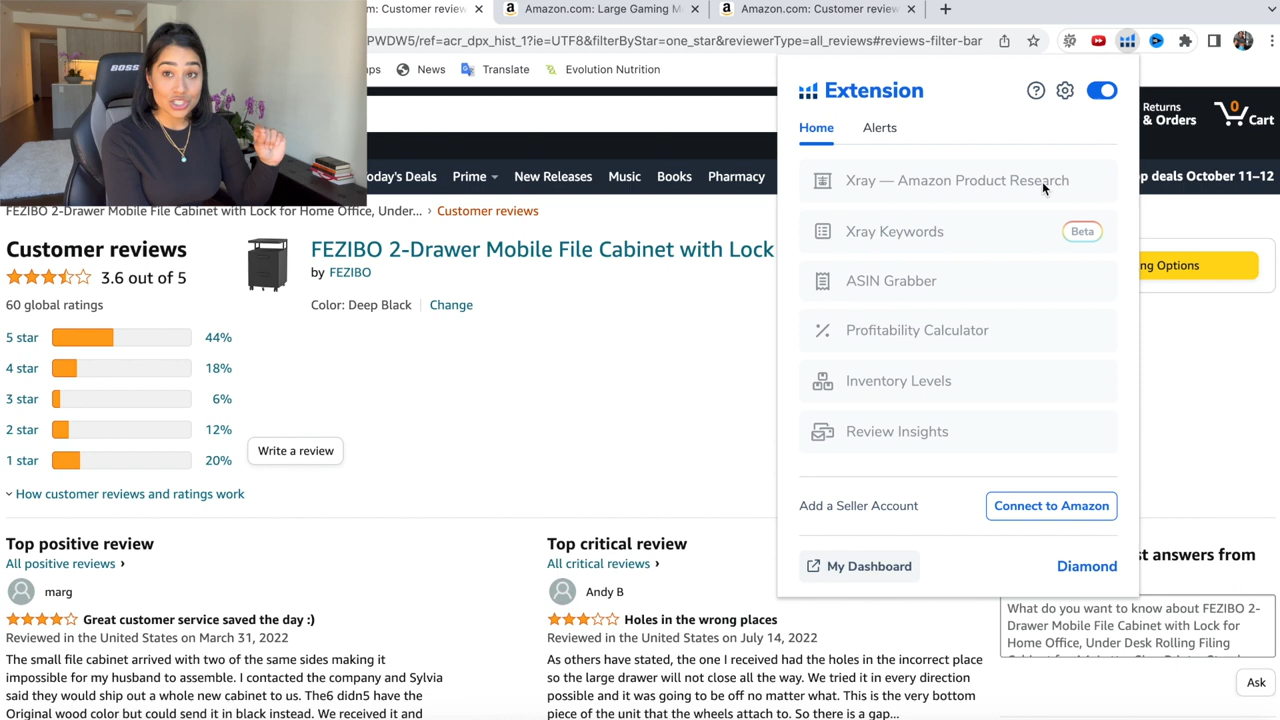 m: Customer review
Amazon.com: Large Gaming M
Amazon.com: Customer review
PWDW5/ref=acr_dpx_hist_1?ie=UTF8&filterByStar=one_star&reviewerType=all_reviews#reviews-filter-bar
aps
News
Translate
Evolution Nutrition
BOSS
Returns
& Orders
0
Cart
oday's Deals
Prime
New Releases
Music
Books
Pharmacy
op deals October 11–12
FEZIBO 2-Drawer Mobile File Cabinet with Lock for Home Office, Under... › Customer reviews
Customer reviews
3.6 out of 5
60 global ratings
5 star 44%
4 star 18%
3 star 6%
2 star 12%
1 star 20%
How customer reviews and ratings work
FEZIBO 2-Drawer Mobile File Cabinet with Lock
by FEZIBO
Color: Deep Black
Change
Write a review
Extension
Home
Alerts
Xray — Amazon Product Research
Xray Keywords
Beta
ASIN Grabber
Profitability Calculator
Inventory Levels
Review Insights
Add a Seller Account
Connect to Amazon
My Dashboard
Diamond
ng Options
Top positive review
All positive reviews ›
marg
Great customer service saved the day :)
Reviewed in the United States on March 31, 2022
The small file cabinet arrived with two of the same sides making it
impossible for my husband to assemble. I contacted the company and Sylvia
said they would ship out a whole new cabinet to us. The6 didn5 have the
Original wood color but could send it in black instead. We received it and
Top critical review
All critical reviews ›
Andy B
Holes in the wrong places
Reviewed in the United States on July 14, 2022
As others have stated, the one I received had the holes in the incorrect place
so the large drawer will not close all the way. We tried it in every direction
possible and it was going to be off no matter what. This is the very bottom
piece of the unit that the wheels attach to. So there is a gap...
t answers from
What do you want to know about FEZIBO 2-
Drawer Mobile File Cabinet with Lock for
Home Office, Under Desk Rolling Filing
Ask